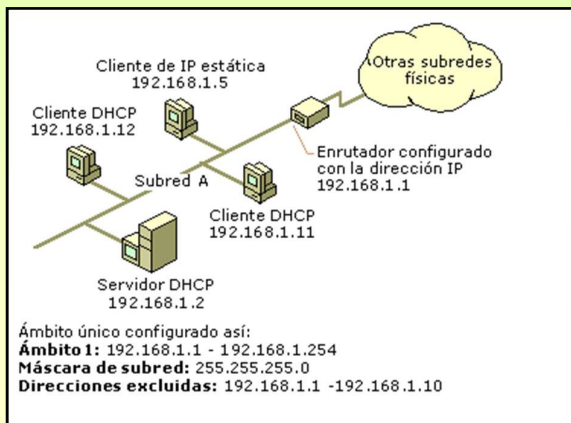 Cliente de IP estática
192.168.1.5
Otras subredes
físicas
Cliente DHCP
192.168.1.12
Enrutador configurado
con la dirección IP
192.168.1.1
Subred A
Cliente DHCP
192.168.1.11
Servidor DHCP
192.168.1.2
Ámbito único configurado así:
Ámbito 1: 192.168.1.1 - 192.168.1.254
Máscara de subred: 255.255.255.0
Direcciones excluidas: 192.168.1.1 -192.168.1.10